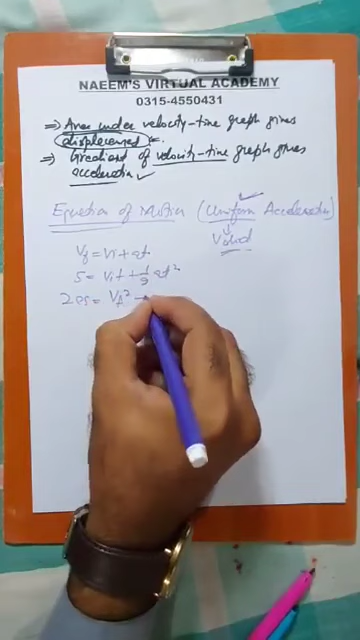 NAEEM'S VIRTUAL ACADEMY
0315-4550431
⇒ Area under velocity-time graph gives
displacement
⇒ Gradient of velocity-time graph gives
acceleration
Equation of Motion (Uniform Acceleration)
Valid
Vf = Vi + at
S = Vit + 1/2 at²
2as = Vf² -